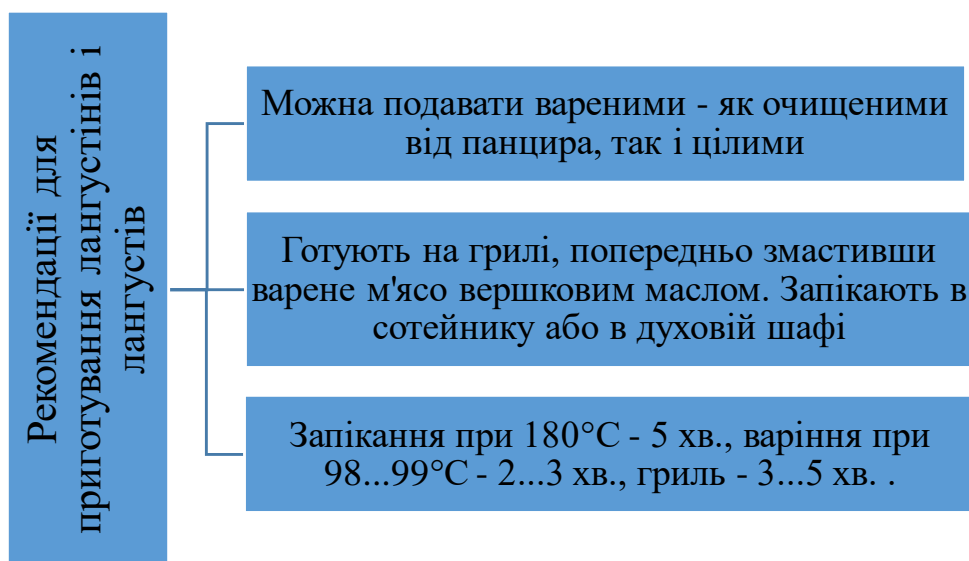 Рекомендації для
приготування лангустінів і
лангустів
Можна подавати вареними - як очищеними
від панцира, так і цілими
Готують на грилі, попередньо змастивши
варене м'ясо вершковим маслом. Запікають в
сотейнику або в духовій шафі
Запікання при 180°С - 5 хв., варіння при
98...99°С - 2...3 хв., гриль - 3...5 хв. .